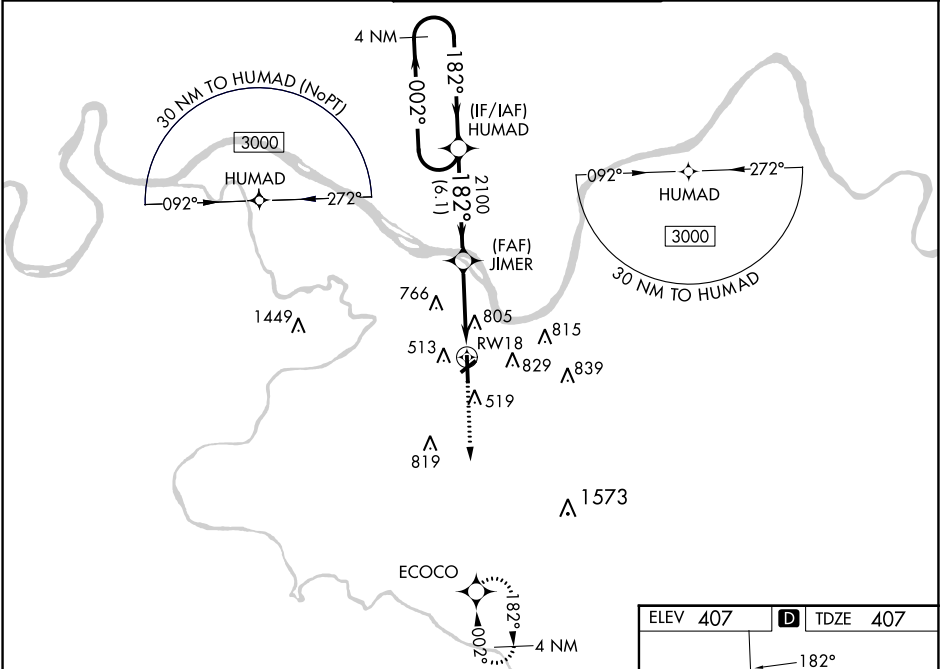 4 NM
182°
002°
(IF/IAF)
HUMAD
30 NM TO HUMAD (NoPT)
3000
HUMAD
092°
272°
2100
182°
(6.1)
092°
272°
HUMAD
3000
30 NM TO HUMAD
(FAF)
JIMER
766
805
1449
815
RW18
513
829
839
519
819
1573
ECOCO
182°
002°
4 NM
ELEV 407 D TDZE 407
182°